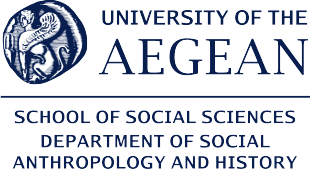 UNIVERSITY OF THE
AEGEAN
SCHOOL OF SOCIAL SCIENCES
DEPARTMENT OF SOCIAL
ANTHROPOLOGY AND HISTORY